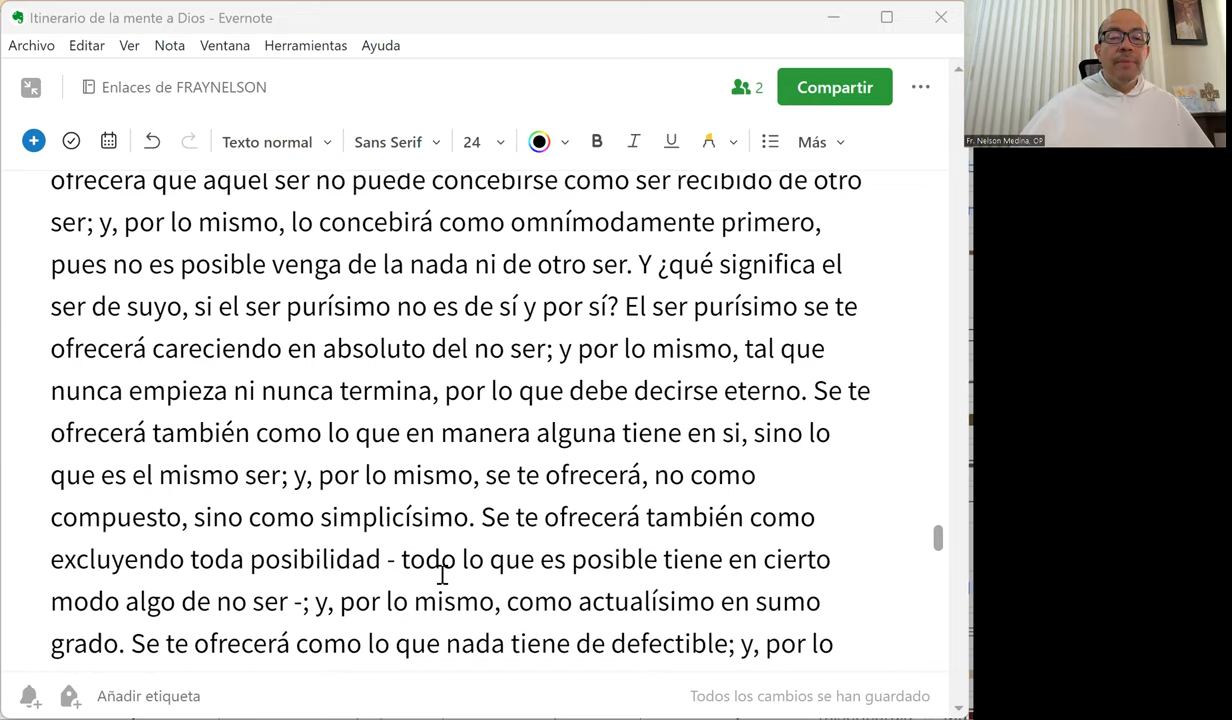 Itinerario de la mente a Dios - Evernote
Archivo Editar Ver Nota Ventana Herramientas Ayuda
Enlaces de FRAYNELSON 2 Compartir
Texto normal Sans Serif 24 B I U Más
ofrecerá que aquel ser no puede concebirse como ser recibido de otro
ser; y, por lo mismo, lo concebirá como omnímodamente primero,
pues no es posible venga de la nada ni de otro ser. Y ¿qué significa el
ser de suyo, si el ser purísimo no es de sí y por sí? El ser purísimo se te
ofrecerá careciendo en absoluto del no ser; y por lo mismo, tal que
nunca empieza ni nunca termina, por lo que debe decirse eterno. Se te
ofrecerá también como lo que en manera alguna tiene en si, sino lo
que es el mismo ser; y, por lo mismo, se te ofrecerá, no como
compuesto, sino como simplicísimo. Se te ofrecerá también como
excluyendo toda posibilidad - todo lo que es posible tiene en cierto
modo algo de no ser -; y, por lo mismo, como actualísimo en sumo
grado. Se te ofrecerá como lo que nada tiene de defectible; y, por lo
Añadir etiqueta Todos los cambios se han guardado
Fr. Nelson Medina, OP